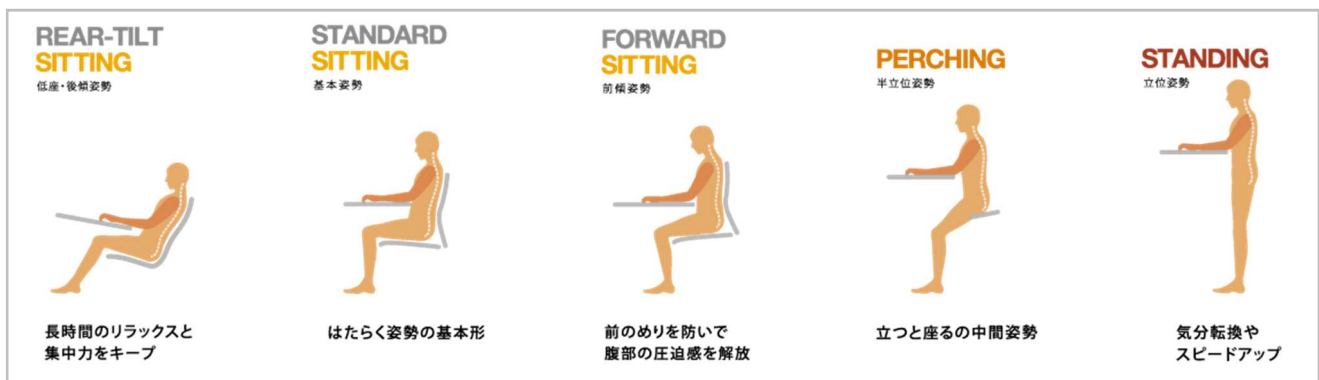 REAR-TILT
SITTING
低座・後傾姿勢
長時間のリラックスと
集中力をキープ
STANDARD
SITTING
基本姿勢
はたらく姿勢の基本形
FORWARD
SITTING
前傾姿勢
前のめりを防いで
腹部の圧迫感を解放
PERCHING
半立位姿勢
立つと座るの中間姿勢
STANDING
立位姿勢
気分転換や
スピードアップ